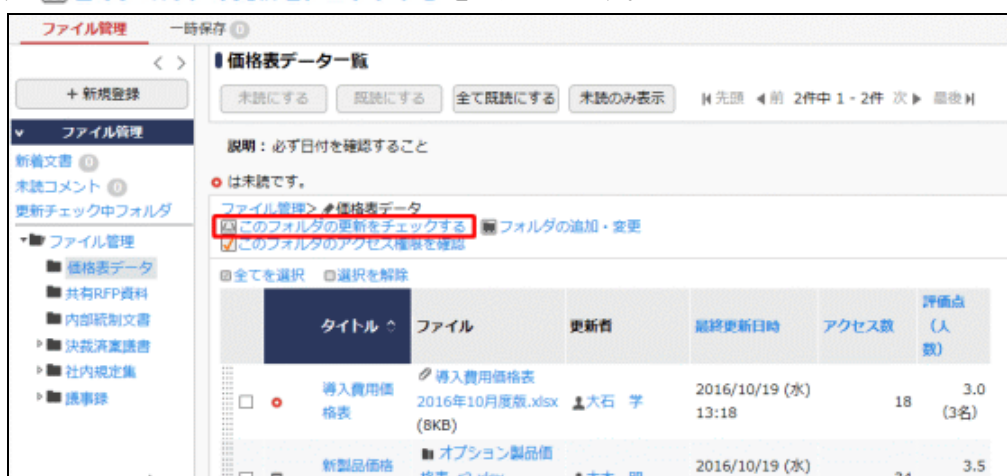 ファイル管理 一時保存 0
+ 新規登録
ファイル管理
新着文書 0
未読コメント 0
更新チェック中フォルダ
ファイル管理
価格表データ
共有RFP資料
内部統制文書
決裁済稟議書
社内規定集
議事録
価格表データ一覧
未読にする 既読にする 全て既読にする 未読のみ表示 先頭 前 2件中 1 - 2件 次 最後
説明:必ず日付を確認すること
は未読です。
ファイル管理> 価格表データ
このフォルダの更新をチェックする フォルダの追加・変更
このフォルダのアクセス権限を確認
全てを選択 選択を解除
タイトル ファイル 更新者 最終更新日時 アクセス数 評価点(人数)
導入費用価格表 導入費用価格表2016年10月度版.xlsx (8KB) 大石 学 2016/10/19 (水) 13:18 18 3.0 (3名)
新製品価格 オプション製品価 2016/10/19 (水) 3.5